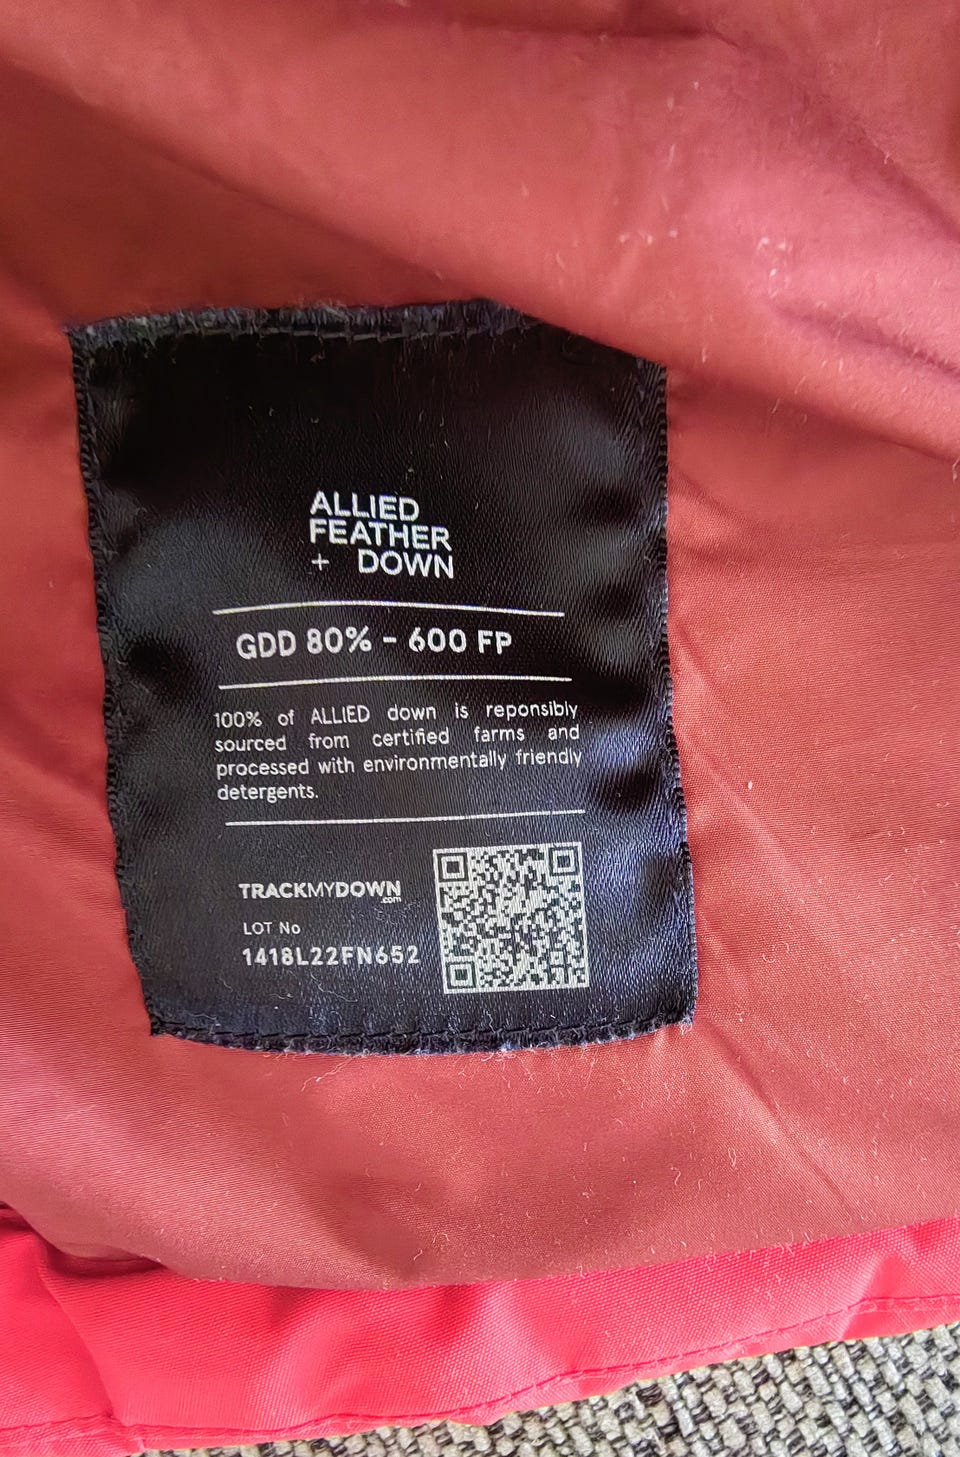 ALLIED
FEATHER
+ DOWN
GDD 80% - 600 FP
100% of ALLIED down is reponsibly
sourced from certified farms and
processed with environmentally friendly
detergents.
TRACKMYDOWN
.com
LOT No
1418L22FN652